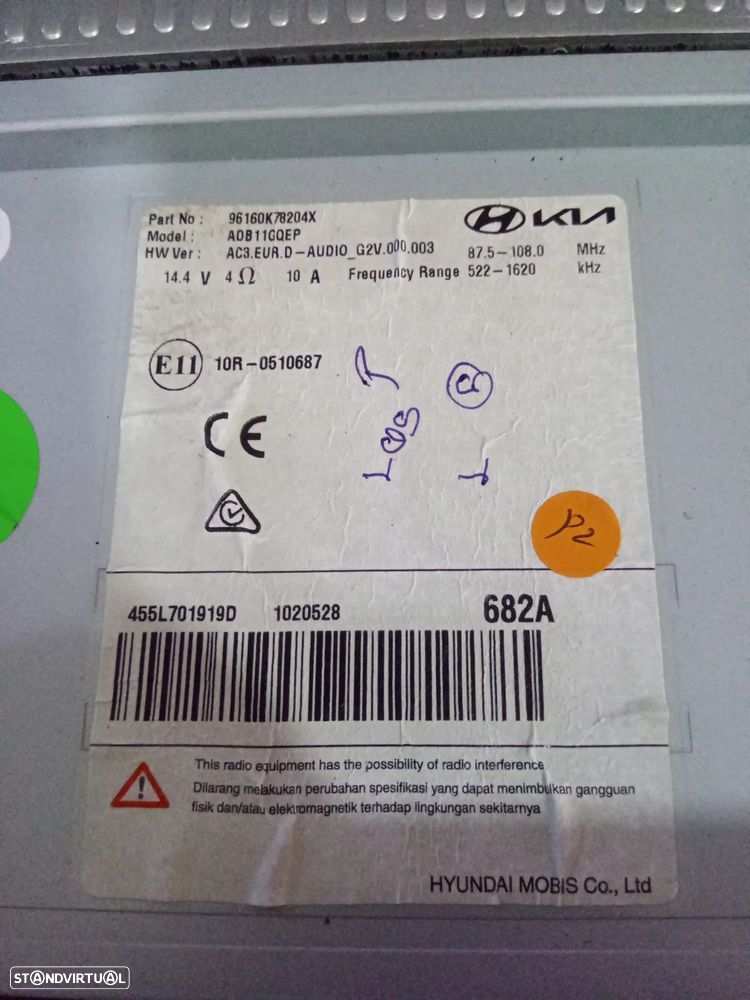 Part No : 96160K78204X
KIA
Model : ADB11GQEP
HW Ver : AC3.EUR.D-AUDIO_G2V.000.003 87.5-108.0 MHz
14.4 V 4Ω 10 A Frequency Range 522-1620 kHz
E11 10R-0510687
CE
P2
455L701919D 1020528 682A
This radio equipment has the possibility of radio interference
Dilarang melakukan perubahan spesifikasi yang dapat menimbulkan gangguan
fisik dan/atau elektromagnetik terhadap lingkungan sekitarnya
HYUNDAI MOBIS Co., Ltd
STANDVIRTUAL